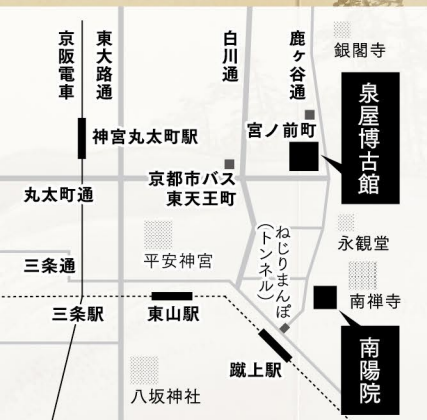 京阪電車
東大路通
白川通
鹿ヶ谷通
銀閣寺
泉屋博古館
神宮丸太町駅
宮ノ前町
京都市バス
東天王町
丸太町通
平安神宮
ねじりまんぽ
(トンネル)
永観堂
三条通
南禅寺
三条駅
東山駅
蹴上駅
南陽院
八坂神社